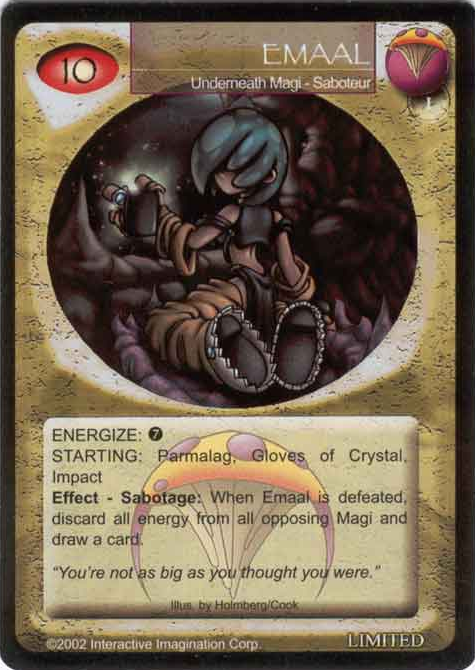 10
EMAAL
Underneath Magi - Saboteur
1
ENERGIZE: 7
STARTING: Parmalag, Gloves of Crystal,
Impact
Effect - Sabotage: When Emaal is defeated,
discard all energy from all opposing Magi and
draw a card.
"You're not as big as you thought you were."
Illus. by Holmberg/Cook
©2002 Interactive Imagination Corp.
LIMITED